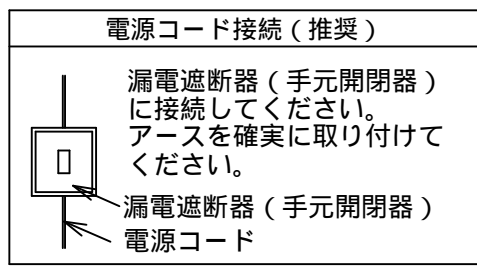 電源コード接続(推奨)
漏電遮断器(手元開閉器)
に接続してください。
アースを確実に取り付けて
ください。
漏電遮断器(手元開閉器)
電源コード